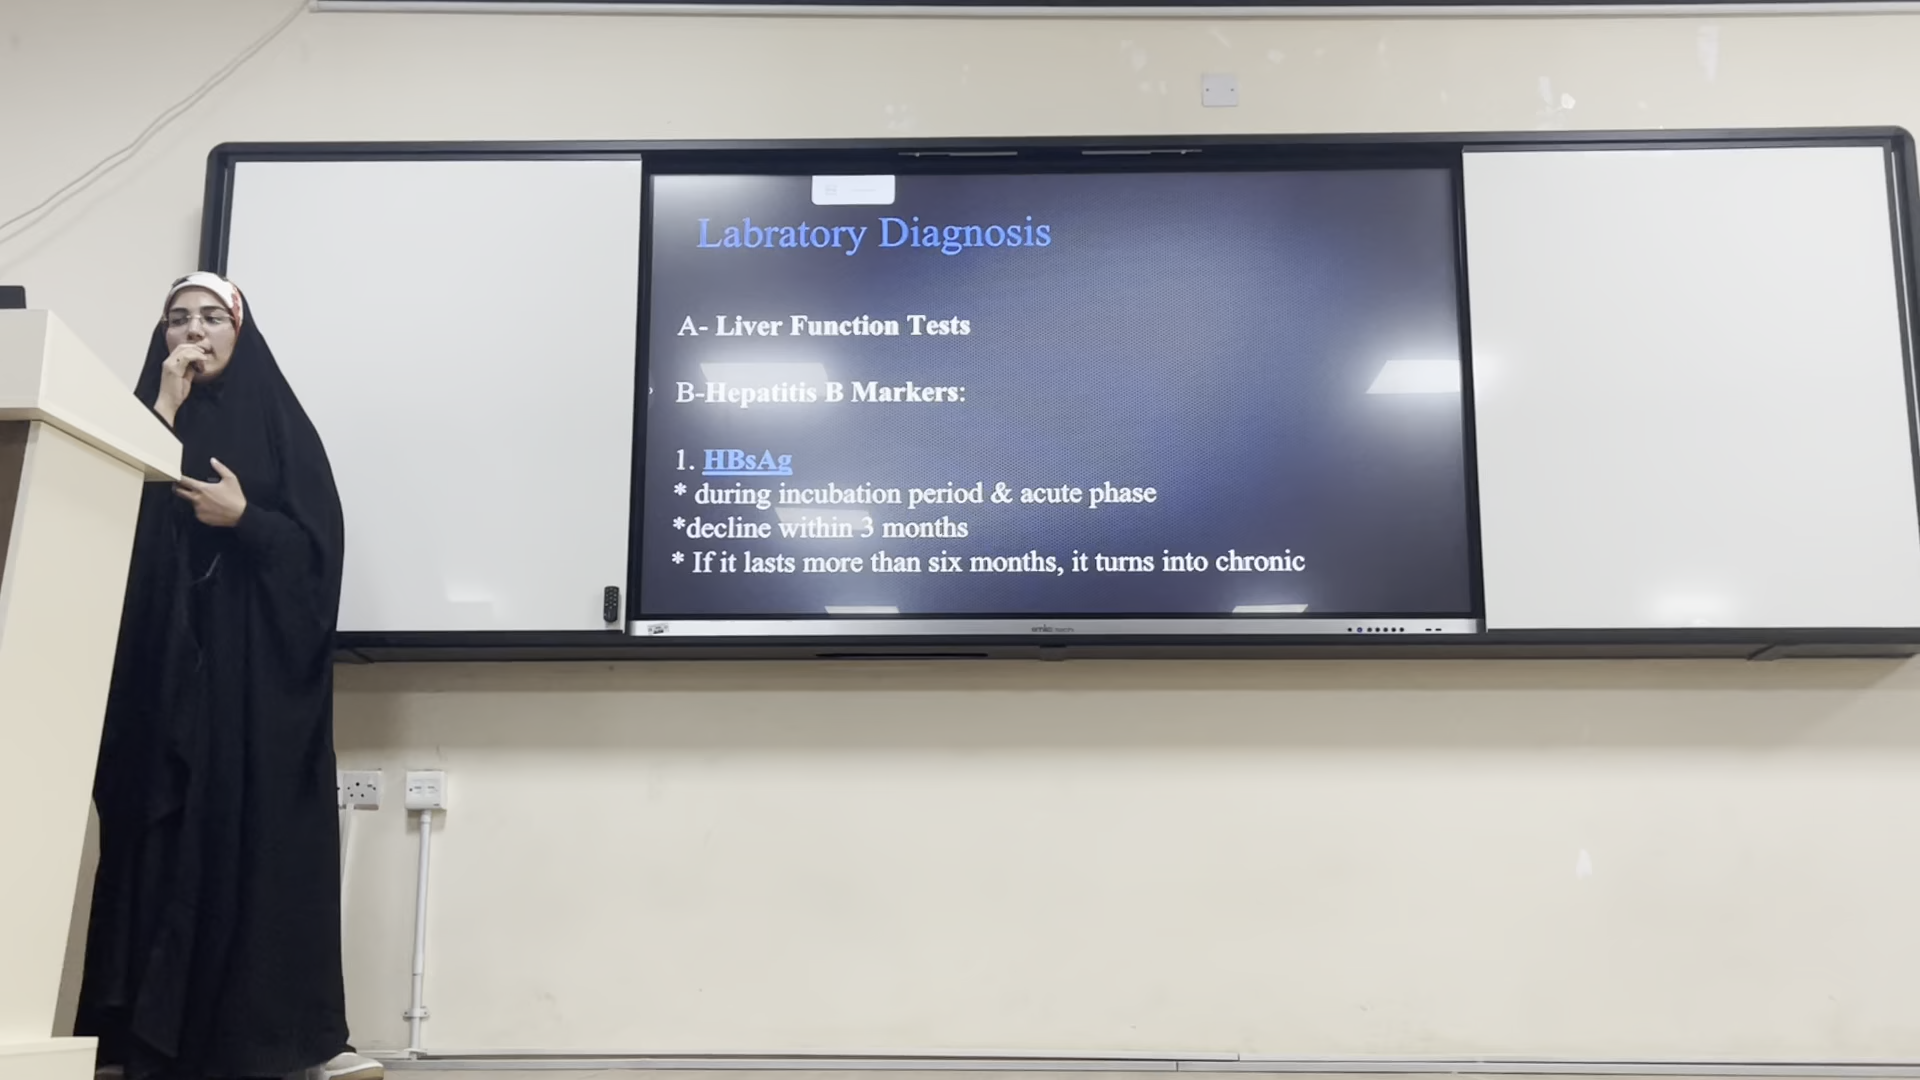 Labratory Diagnosis
A- Liver Function Tests
B-Hepatitis B Markers:
1. HBsAg
* during incubation period & acute phase
*decline within 3 months
* If it lasts more than six months, it turns into chronic